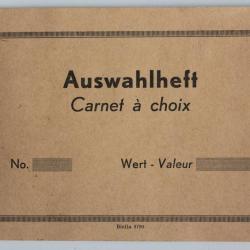 Auswahlheft
Carnet à choix
No. Wert - Valeur